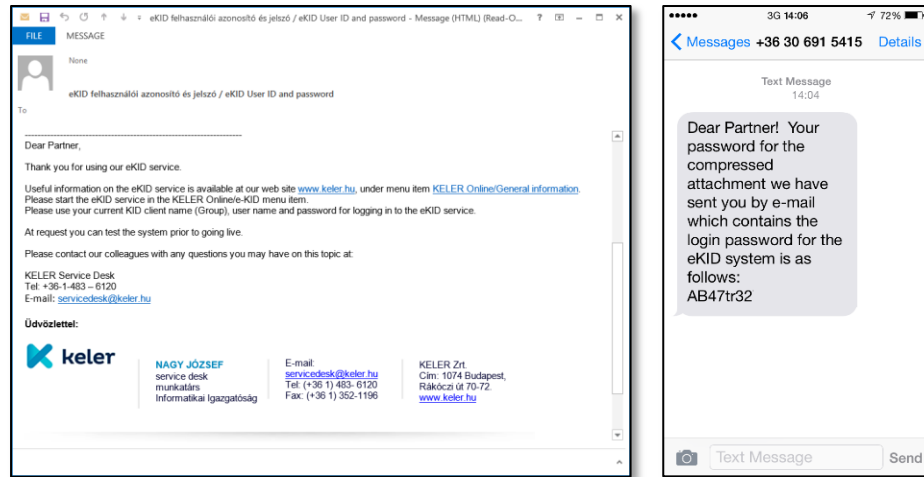 eKID felhasználói azonosító és jelszó / eKID User ID and password - Message (HTML) (Read-O...
FILE MESSAGE
None
eKID felhasználói azonosító és jelszó / eKID User ID and password
To
Dear Partner,
Thank you for using our eKID service.
Useful information on the eKID service is available at our web site www.keler.hu, under menu item KELER Online/General information.
Please start the eKID service in the KELER Online/e-KID menu item.
Please use your current KID client name (Group), user name and password for logging in to the eKID service.
At request you can test the system prior to going live.
Please contact our colleagues with any questions you may have on this topic at:
KELER Service Desk
Tel: +36-1-483 – 6120
E-mail: servicedesk@keler.hu
Üdvözlettel:
keler
NAGY JÓZSEF
service desk
munkatárs
Informatikai Igazgatóság
E-mail:
servicedesk@keler.hu
Tel: (+36 1) 483- 6120
Fax: (+36 1) 352-1196
KELER Zrt.
Cím: 1074 Budapest,
Rákóczi út 70-72.
www.keler.hu
3G 14:06 72%
Messages +36 30 691 5415 Details
Text Message
14:04
Dear Partner! Your
password for the
compressed
attachment we have
sent you by e-mail
which contains the
login password for the
eKID system is as
follows:
AB47tr32
Text Message Send